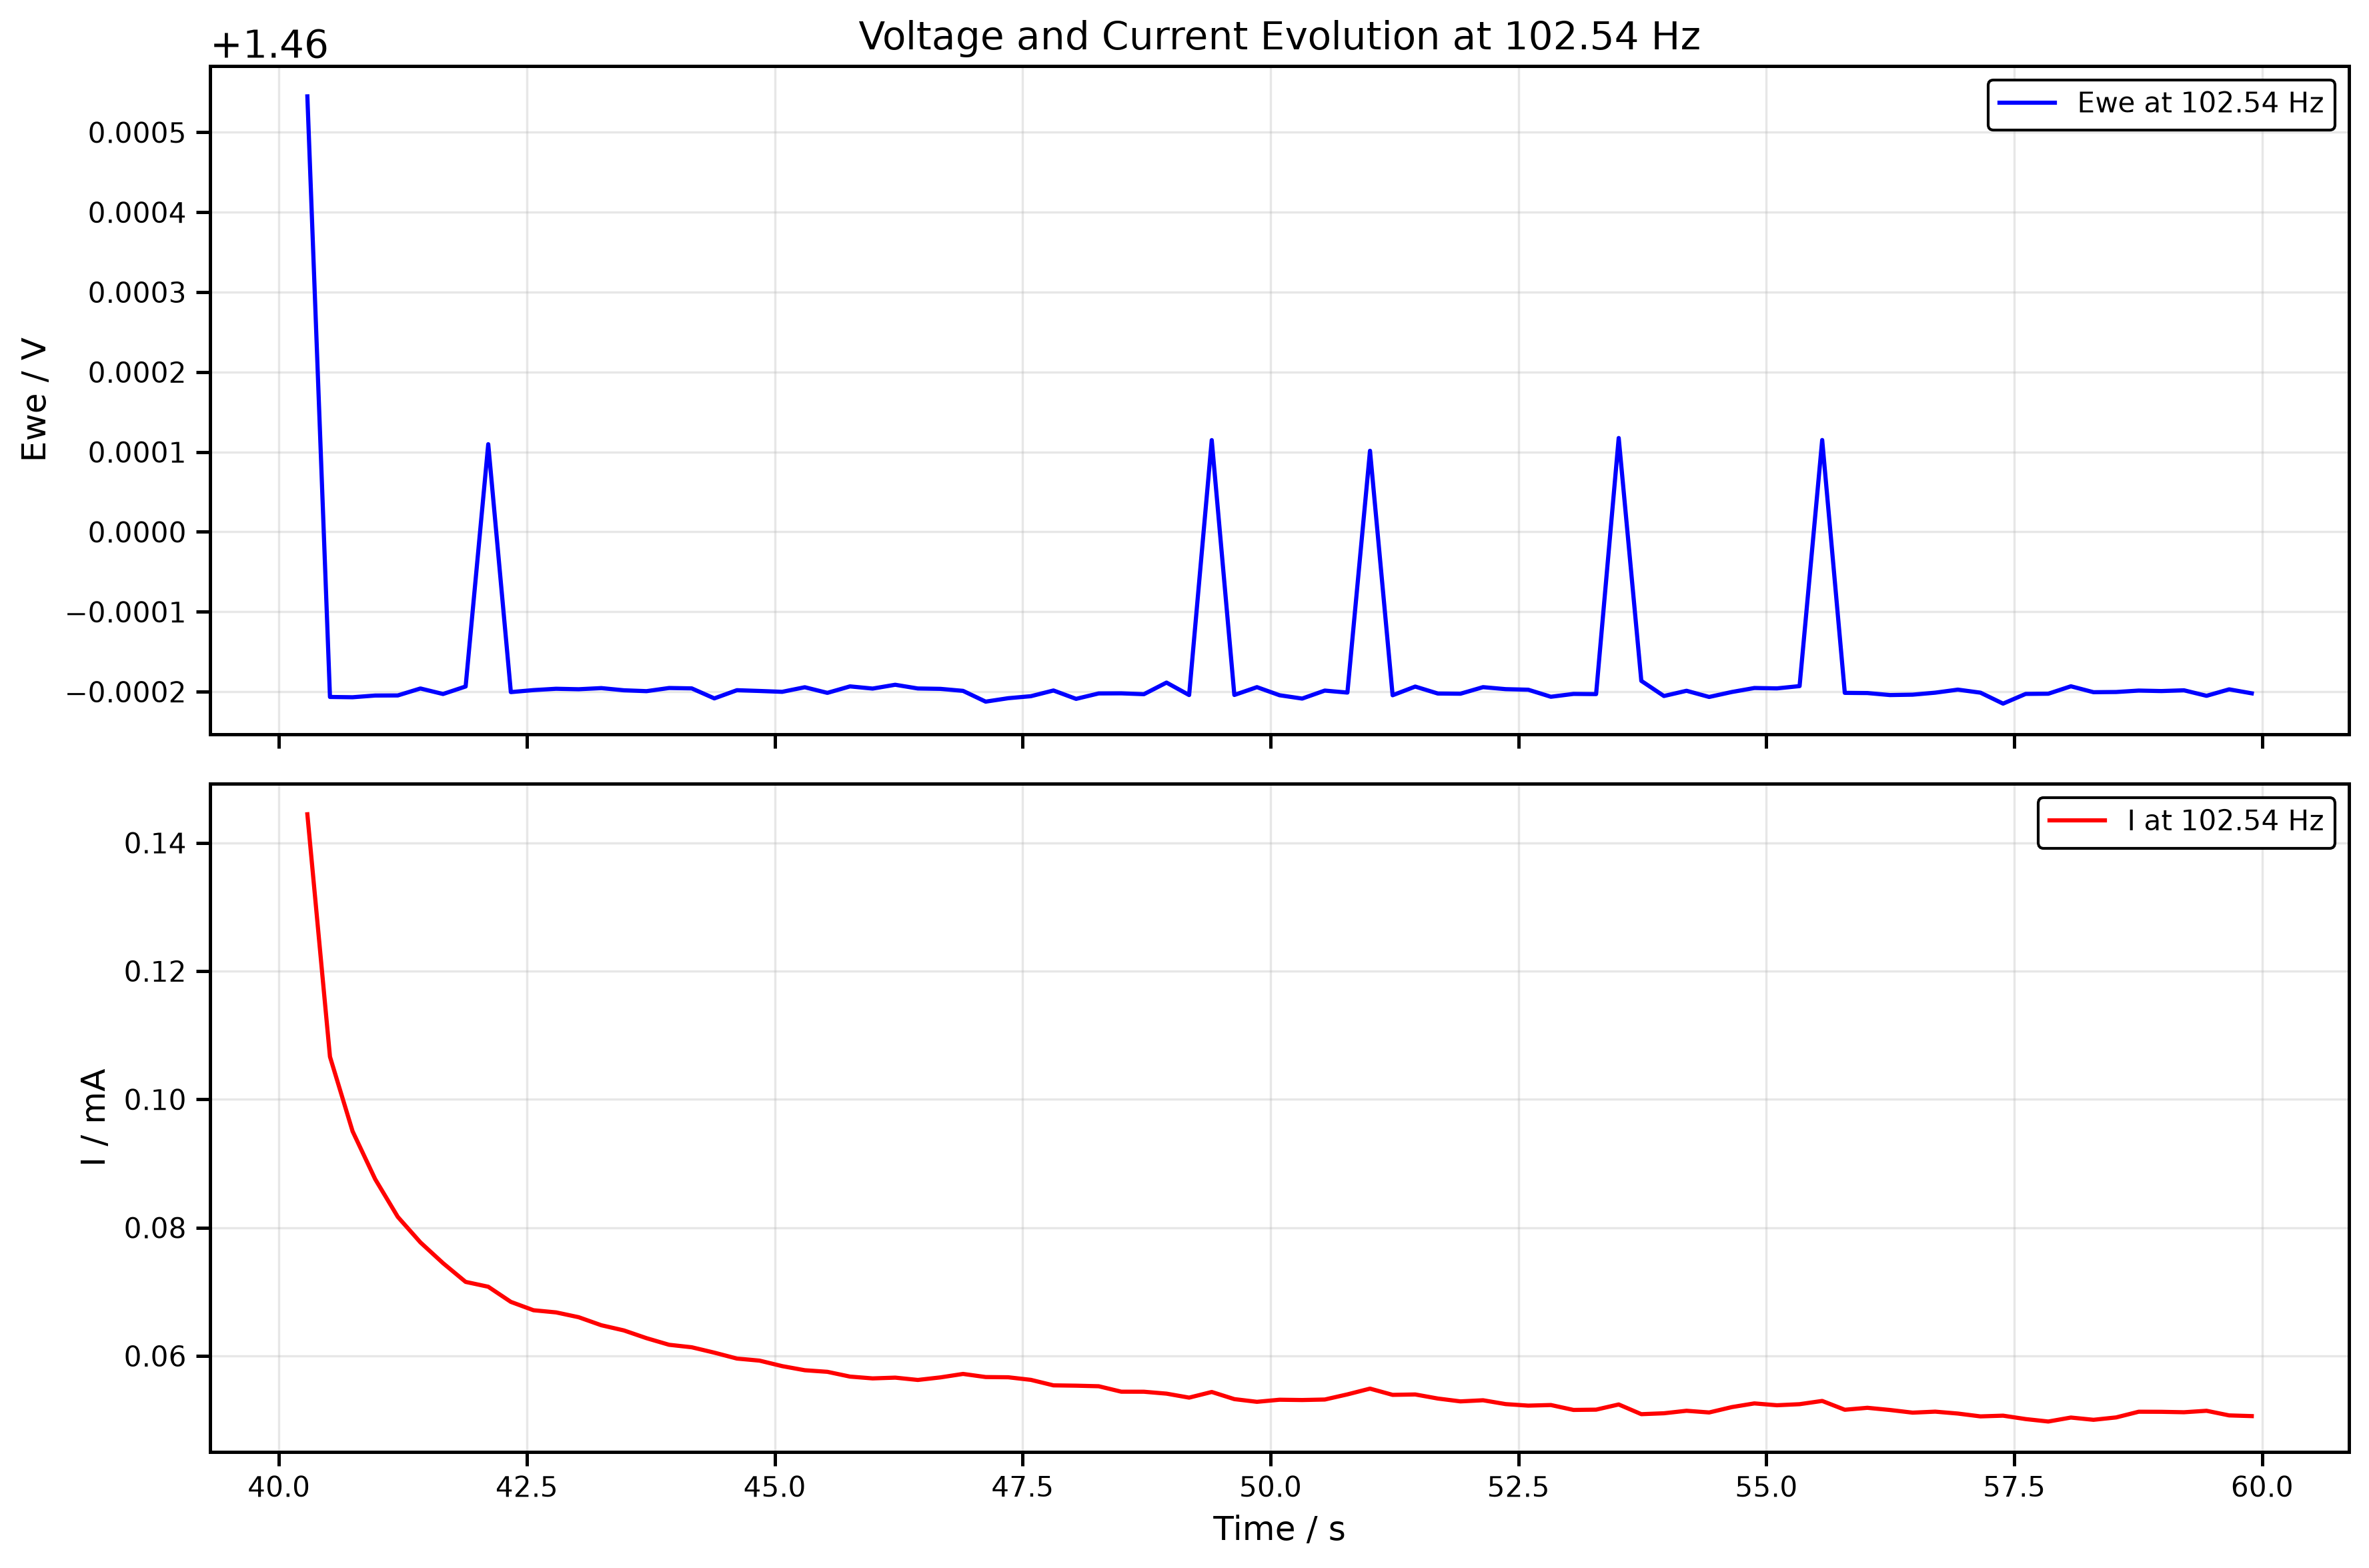 Voltage and Current Evolution at 102.54 Hz
+1.46
Ewe at 102.54 Hz
0.0005
0.0004
0.0003
0.0002
0.0001
0.0000
−0.0001
−0.0002
Ewe / V
I at 102.54 Hz
0.14
0.12
0.10
0.08
0.06
I / mA
40.0 42.5 45.0 47.5 50.0 52.5 55.0 57.5 60.0
Time / s